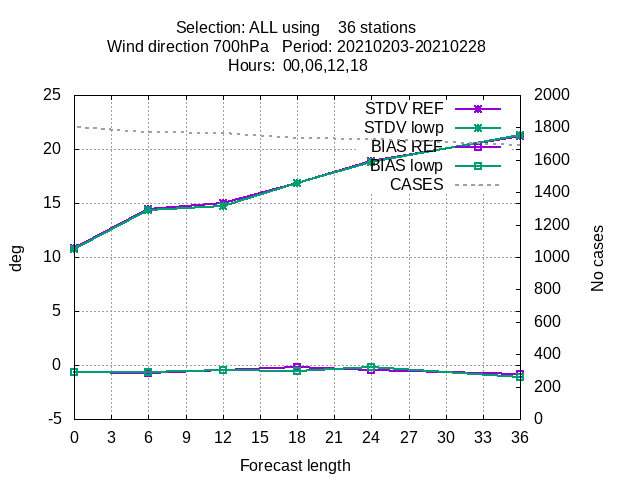 Selection: ALL using    36 stations
Wind direction 700hPa   Period: 20210203-20210228
Hours:  00,06,12,18
25 2000
STDV REF
STDV lowp 1800
20 BIAS REF
BIAS lowp 1600
CASES
1400
15
1200
deg
No cases
10 1000
800
5
600
400
0
200
-5 0
0 3 6 9 12 15 18 21 24 27 30 33 36
Forecast length